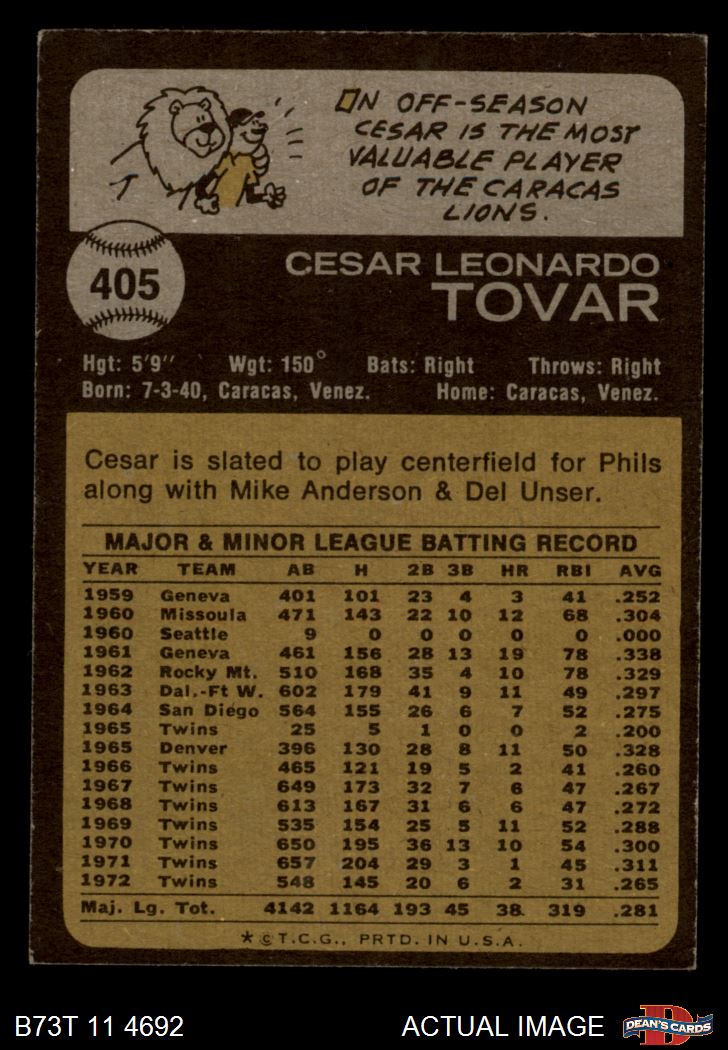 ON OFF-SEASON
CESAR IS THE MOST
VALUABLE PLAYER
OF THE CARACAS
LIONS.
405
CESAR LEONARDO
TOVAR
Hgt: 5'9" Wgt: 150° Bats: Right Throws: Right
Born: 7-3-40, Caracas, Venez. Home: Caracas, Venez.
Cesar is slated to play centerfield for Phils
along with Mike Anderson & Del Unser.
MAJOR & MINOR LEAGUE BATTING RECORD
YEAR TEAM AB H 2B 3B HR RBI AVG
1959 Geneva 401 101 23 4 3 41 .252
1960 Missoula 471 143 22 10 12 68 .304
1960 Seattle 9 0 0 0 0 0 .000
1961 Geneva 461 156 28 13 19 78 .338
1962 Rocky Mt. 510 168 35 4 10 78 .329
1963 Dal.-Ft W. 602 179 41 9 11 49 .297
1964 San Diego 564 155 26 6 7 52 .275
1965 Twins 25 5 1 0 0 2 .200
1965 Denver 396 130 28 8 11 50 .328
1966 Twins 465 121 19 5 2 41 .260
1967 Twins 649 173 32 7 6 47 .267
1968 Twins 613 167 31 6 6 47 .272
1969 Twins 535 154 25 5 11 52 .288
1970 Twins 650 195 36 13 10 54 .300
1971 Twins 657 204 29 3 1 45 .311
1972 Twins 548 145 20 6 2 31 .265
Maj. Lg. Tot. 4142 1164 193 45 38 319 .281
*©T.C.G., PRTD. IN U.S.A.
B73T 11 4692 ACTUAL IMAGE D DEAN'S CARDS